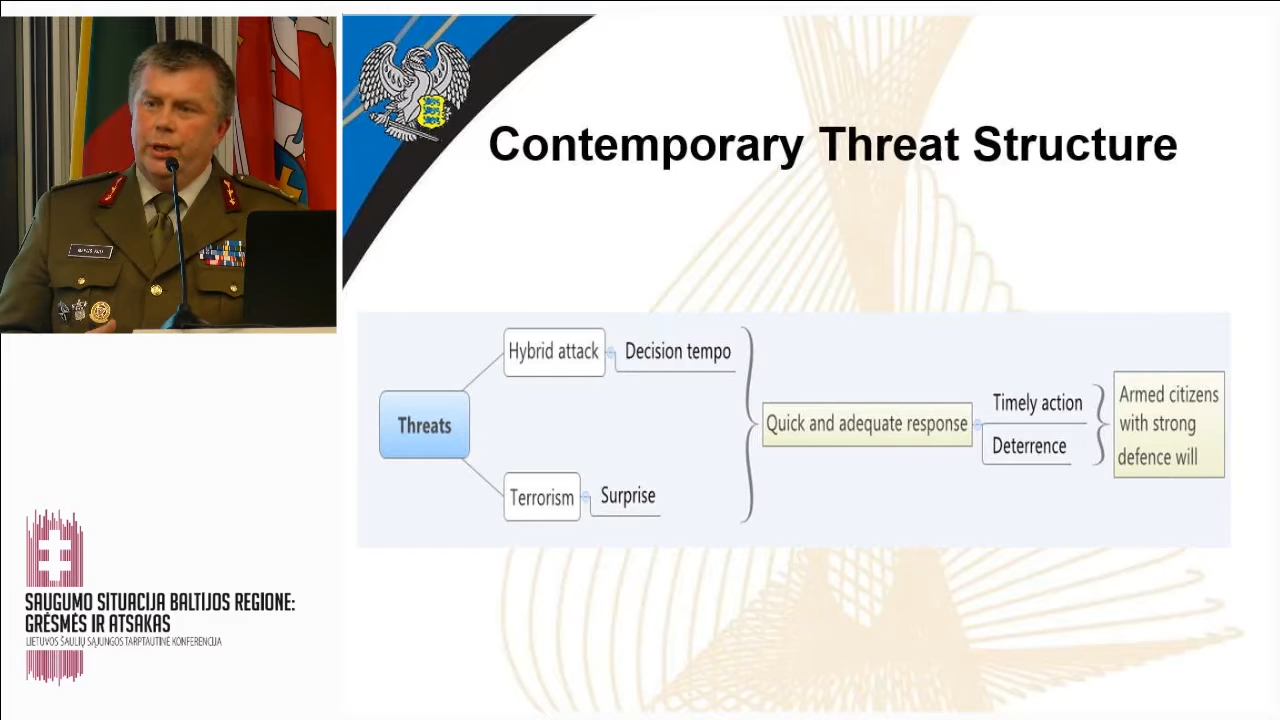 Contemporary Threat Structure
Threats
Hybrid attack
Decision tempo
Terrorism
Surprise
Quick and adequate response
Timely action
Deterrence
Armed citizens
with strong
defence will
SAUGUMO SITUACIJA BALTIJOS REGIONE:
GRĖSMĖS IR ATSAKAS
LIETUVOS ŠAULIŲ SĄJUNGOS TARPTAUTINĖ KONFERENCIJA